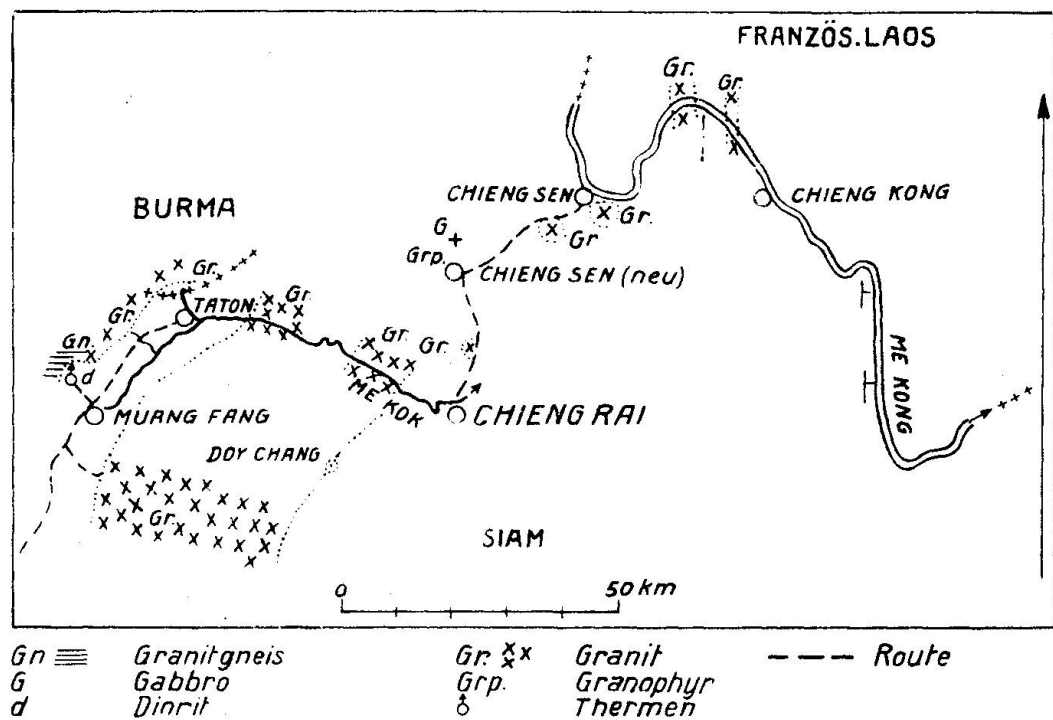 FRANZÖS. LAOS
Gr.
Gr
CHIENG SEN
CHIENG KONG
Gr.
Gr
BURMA
G
Grp.
CHIENG SEN (neu)
Gr.
TATON
Gr.
Gr.
Gn.
d
Gr.
Gr.
ME KOK
ME KONG
MUANG FANG
CHIENG RAI
DOY CHANG
Gr.
SIAM
0 50 km
Gn Granitgneis Gr. Granit Route
G Gabbro Grp. Granophyr
d Dinrit Thermen